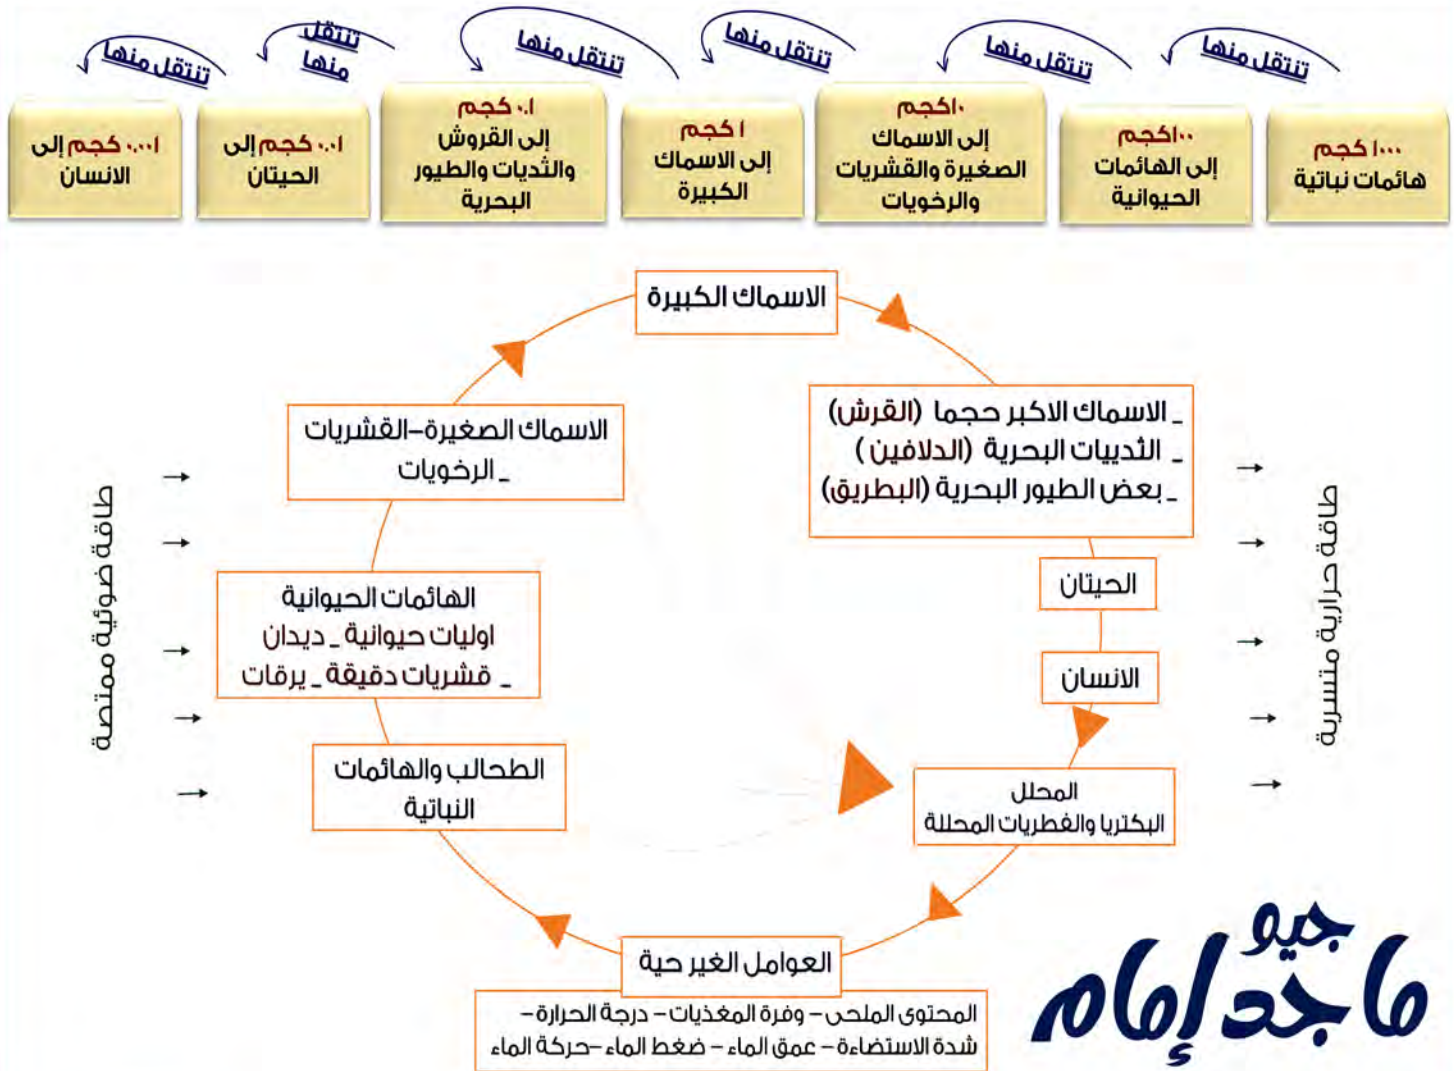 تنتقل منها
تنتقل منها
تنتقل منها
تنتقل منها
تنتقل
منها
تنتقل منها
١٠٠٠ كجم
هائمات نباتية
١٠٠كجم
إلى الهائمات
الحيوانية
١٠كجم
إلى الاسماك
الصغيرة والقشريات
والرخويات
١ كجم
إلى الاسماك
الكبيرة
٠.١ كجم
إلى القروش
والثديات والطيور
البحرية
٠.٠١ كجم إلى
الحيتان
٠.٠٠١ كجم إلى
الانسان
الاسماك الكبيرة
_ الاسماك الاكبر حجما (القرش)
_ الثدييات البحرية (الدلافين )
_ بعض الطيور البحرية (البطريق)
الحيتان
الانسان
المحلل
البكتريا والفطريات المحللة
طاقة حرارية متسربة
الاسماك الصغيرة–القشريات
_ الرخويات
الهائمات الحيوانية
اوليات حيوانية _ ديدان
_ قشريات دقيقة _ يرقات
الطحالب والهائمات
النباتية
طاقة ضوئية ممتصة
العوامل الغير حية
المحتوى الملحى– وفرة المغذيات– درجة الحرارة–
شدة الاستضاءة– عمق الماء – ضغط الماء –حركة الماء
جيو
ماجد إمام